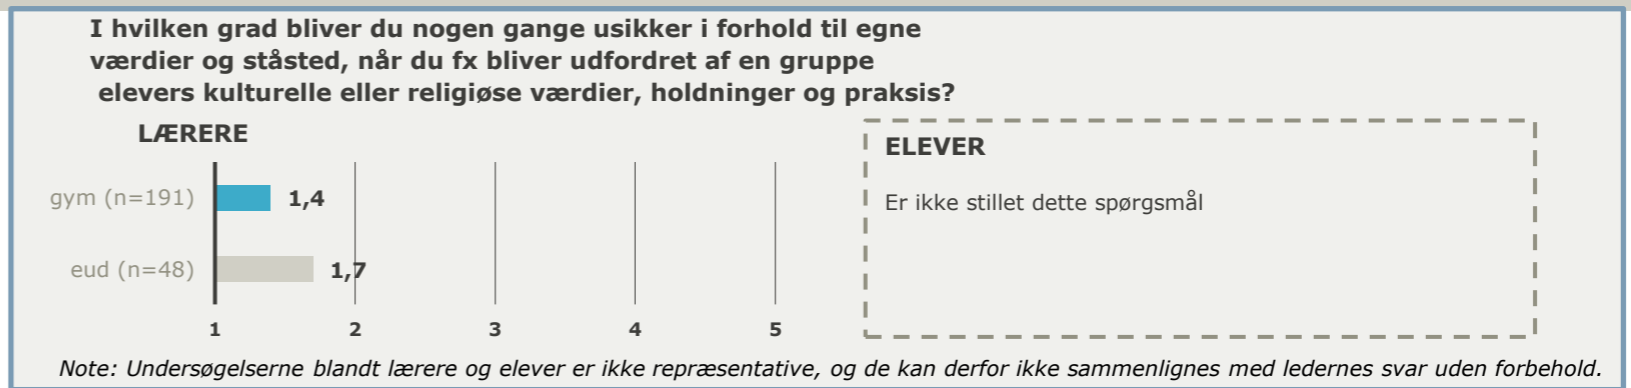 I hvilken grad bliver du nogen gange usikker i forhold til egne
værdier og ståsted, når du fx bliver udfordret af en gruppe
elevers kulturelle eller religiøse værdier, holdninger og praksis?
LÆRERE
gym (n=191)
1,4
eud (n=48)
1,7
1 2 3 4 5
ELEVER
Er ikke stillet dette spørgsmål
Note: Undersøgelserne blandt lærere og elever er ikke repræsentative, og de kan derfor ikke sammenlignes med ledernes svar uden forbehold.